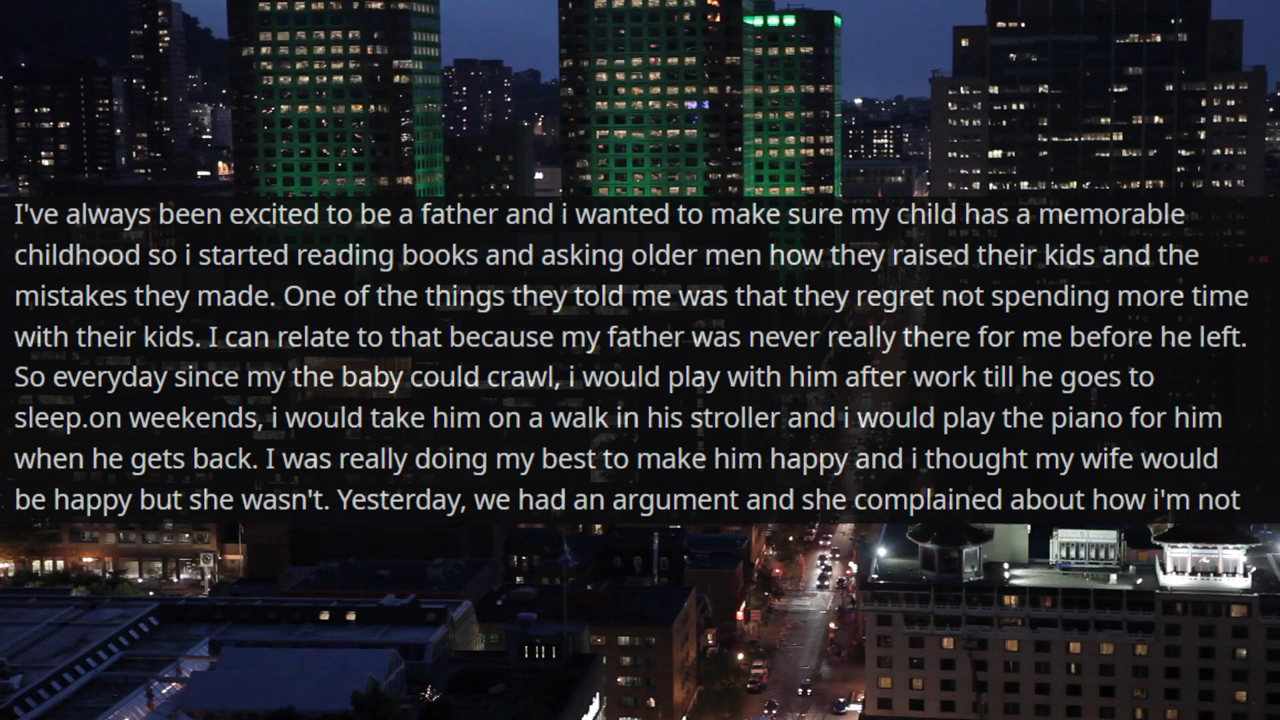 I've always been excited to be a father and i wanted to make sure my child has a memorable
childhood so i started reading books and asking older men how they raised their kids and the
mistakes they made. One of the things they told me was that they regret not spending more time
with their kids. I can relate to that because my father was never really there for me before he left.
So everyday since my the baby could crawl, i would play with him after work till he goes to
sleep.on weekends, i would take him on a walk in his stroller and i would play the piano for him
when he gets back. I was really doing my best to make him happy and i thought my wife would
be happy but she wasn't. Yesterday, we had an argument and she complained about how i'm not